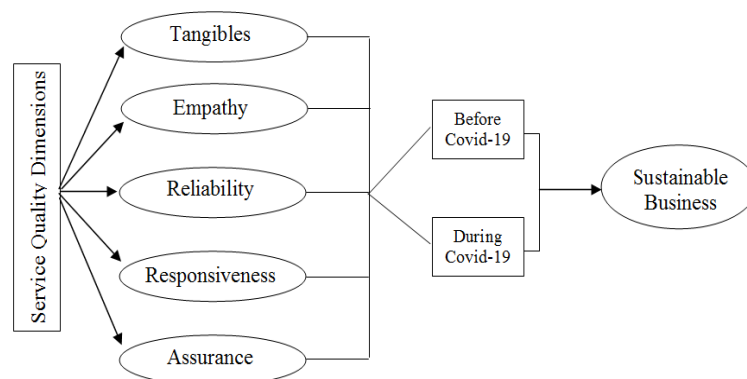 Service Quality Dimensions
Tangibles
Empathy
Reliability
Responsiveness
Assurance
Before
Covid-19
During
Covid-19
Sustainable
Business